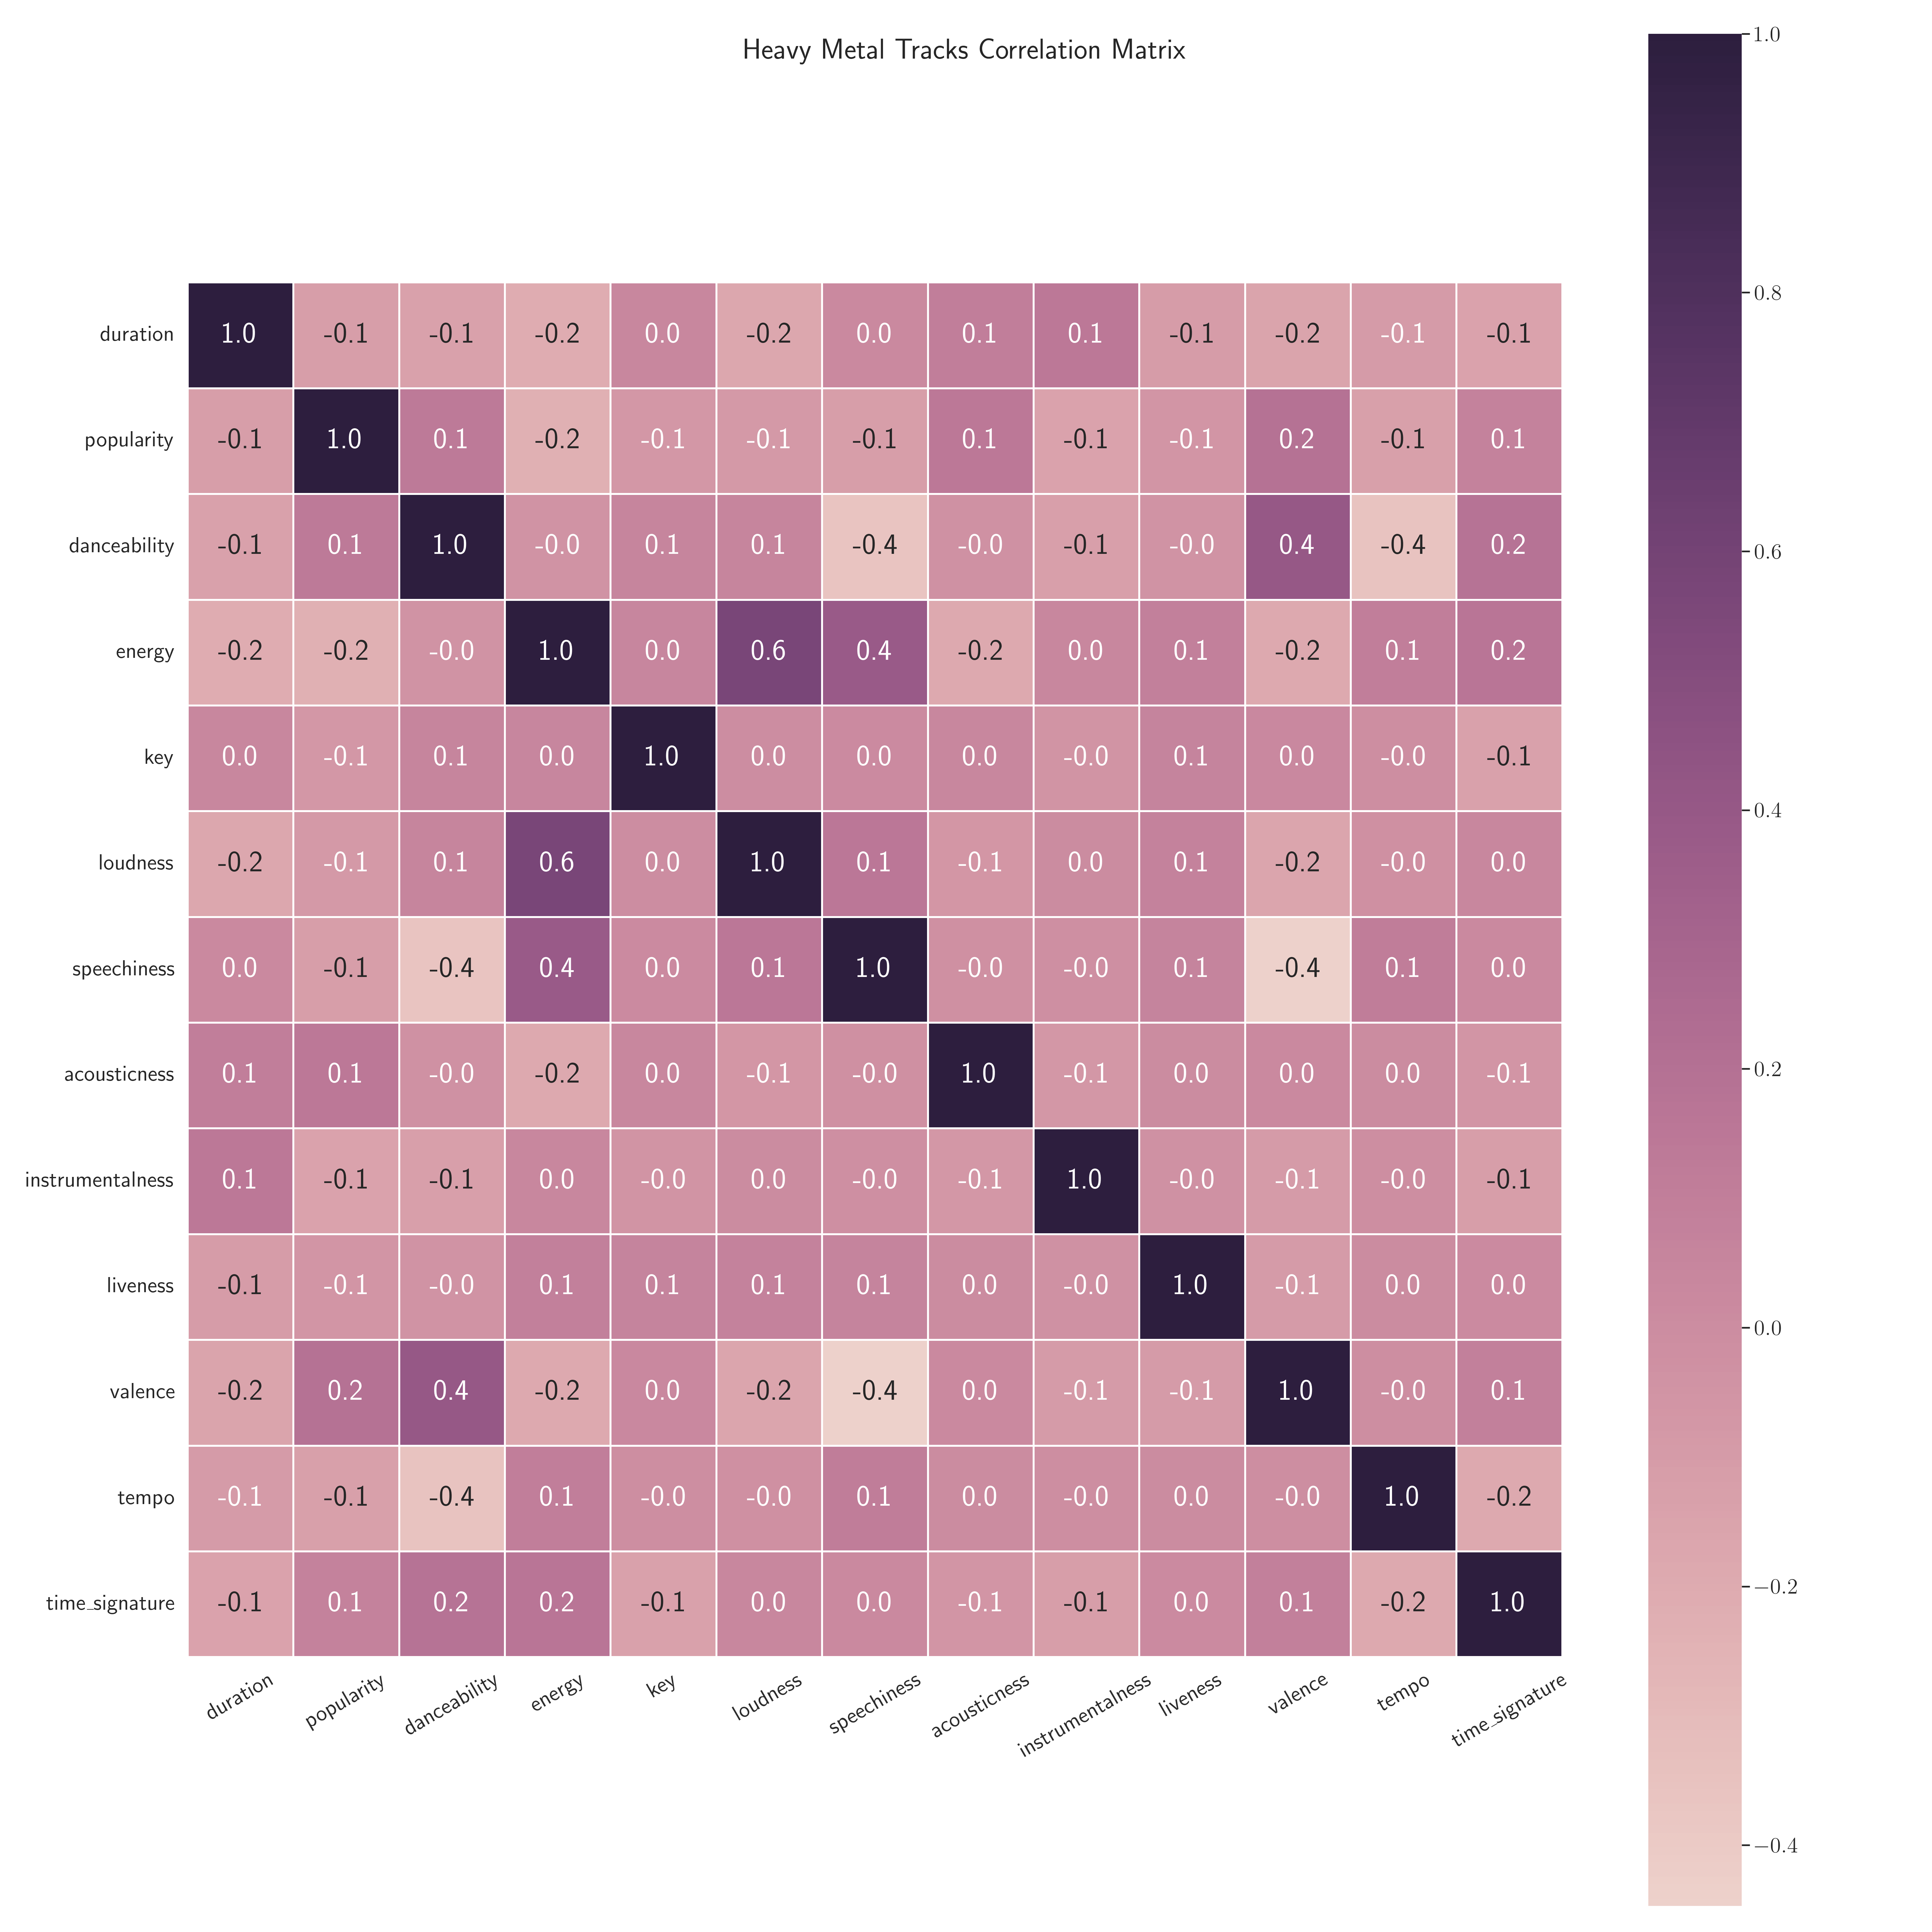 Heavy Metal Tracks Correlation Matrix
duration 1.0 -0.1 -0.1 -0.2 0.0 -0.2 0.0 0.1 0.1 -0.1 -0.2 -0.1 -0.1
popularity -0.1 1.0 0.1 -0.2 -0.1 -0.1 -0.1 0.1 -0.1 -0.1 0.2 -0.1 0.1
danceability -0.1 0.1 1.0 -0.0 0.1 0.1 -0.4 -0.0 -0.1 -0.0 0.4 -0.4 0.2
energy -0.2 -0.2 -0.0 1.0 0.0 0.6 0.4 -0.2 0.0 0.1 -0.2 0.1 0.2
key 0.0 -0.1 0.1 0.0 1.0 0.0 0.0 0.0 -0.0 0.1 0.0 -0.0 -0.1
loudness -0.2 -0.1 0.1 0.6 0.0 1.0 0.1 -0.1 0.0 0.1 -0.2 -0.0 0.0
speechiness 0.0 -0.1 -0.4 0.4 0.0 0.1 1.0 -0.0 -0.0 0.1 -0.4 0.1 0.0
acousticness 0.1 0.1 -0.0 -0.2 0.0 -0.1 -0.0 1.0 -0.1 0.0 0.0 0.0 -0.1
instrumentalness 0.1 -0.1 -0.1 0.0 -0.0 0.0 -0.0 -0.1 1.0 -0.0 -0.1 -0.0 -0.1
liveness -0.1 -0.1 -0.0 0.1 0.1 0.1 0.1 0.0 -0.0 1.0 -0.1 0.0 0.0
valence -0.2 0.2 0.4 -0.2 0.0 -0.2 -0.4 0.0 -0.1 -0.1 1.0 -0.0 0.1
tempo -0.1 -0.1 -0.4 0.1 -0.0 -0.0 0.1 0.0 -0.0 0.0 -0.0 1.0 -0.2
time_signature -0.1 0.1 0.2 0.2 -0.1 0.0 0.0 -0.1 -0.1 0.0 0.1 -0.2 1.0
duration popularity danceability energy key loudness speechiness acousticness instrumentalness liveness valence tempo time_signature
1.0
0.8
0.6
0.4
0.2
0.0
−0.2
−0.4